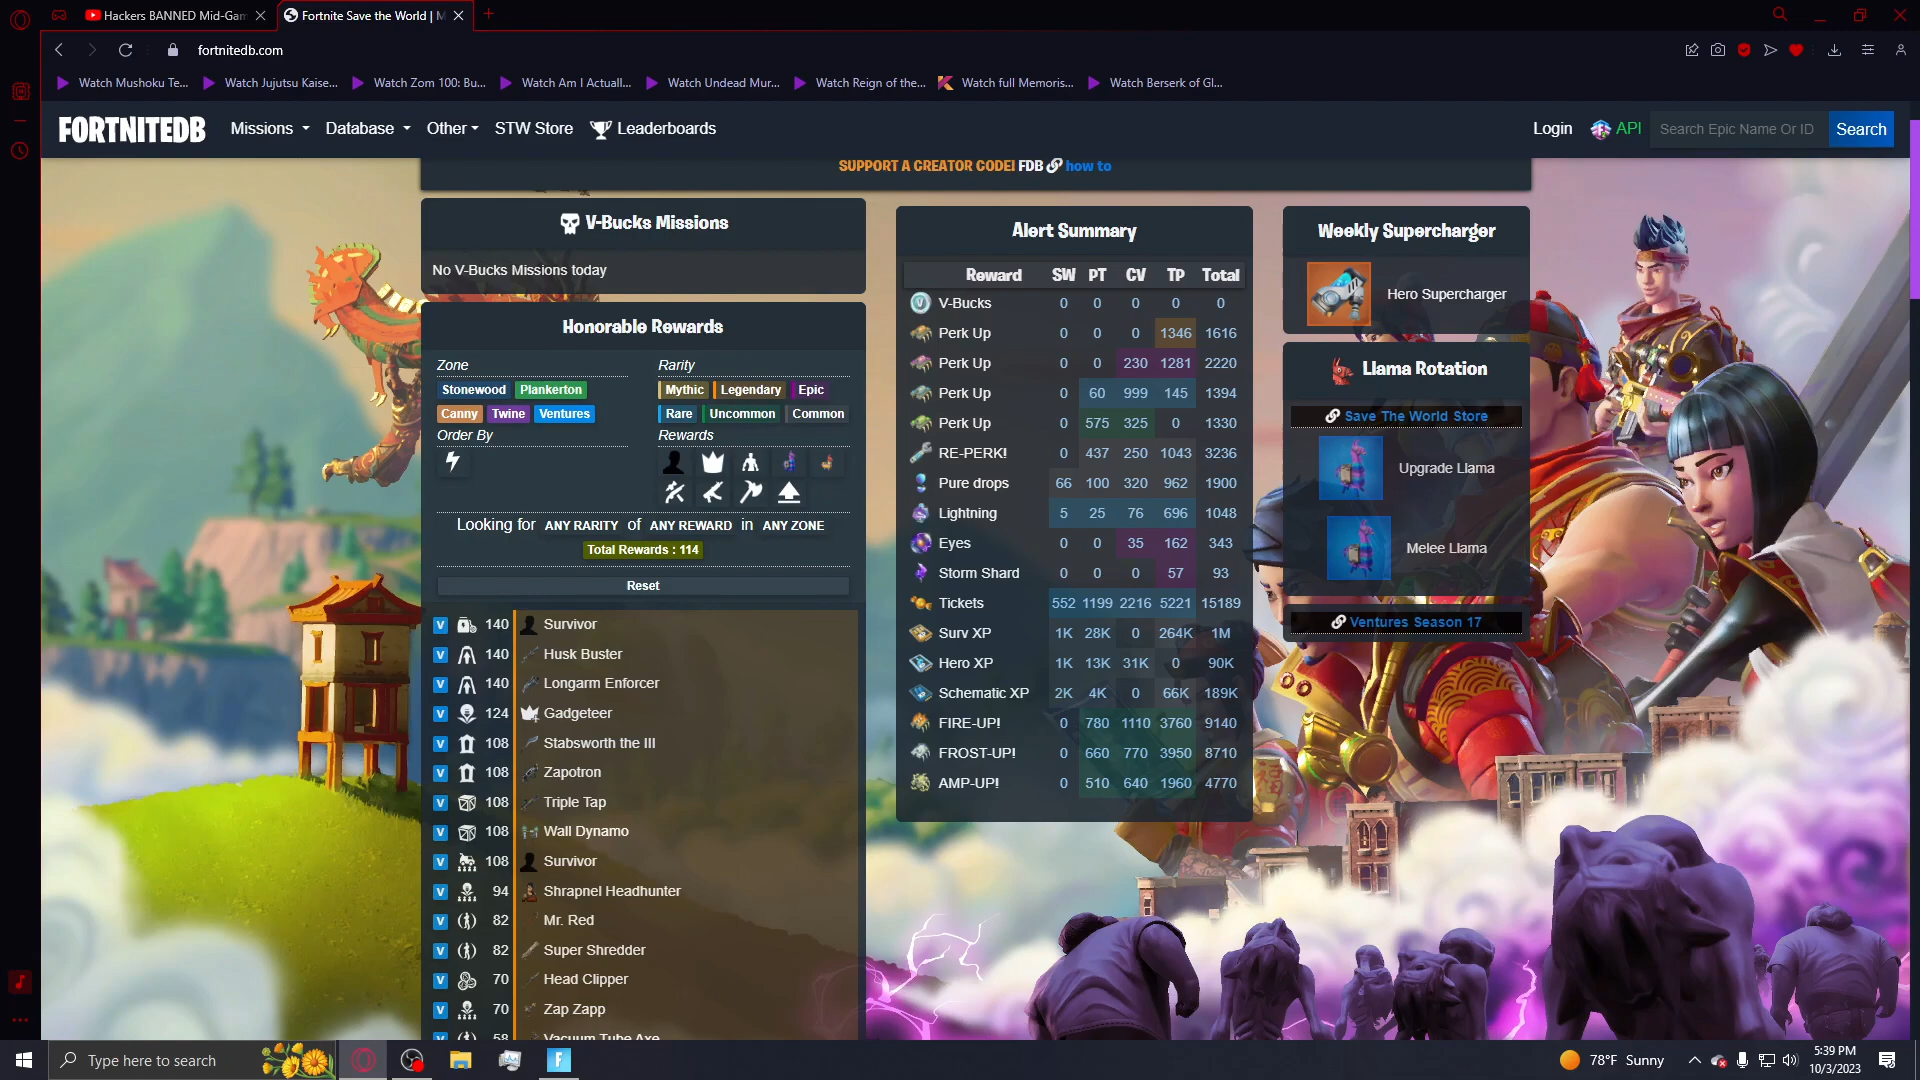 Hackers BANNED Mid-Gam
Fortnite Save the World | M
fortnitedb.com
Watch Mushoku Te...
Watch Jujutsu Kaise...
Watch Zom 100: Bu...
Watch Am I Actuall...
Watch Undead Mur...
Watch Reign of the...
Watch full Memoris...
Watch Berserk of Gl...
FORTNITEDB
Missions
Database
Other
STW Store
Leaderboards
Login
API
Search Epic Name Or ID
Search
SUPPORT A CREATOR CODE! FDB how to
V-Bucks Missions
No V-Bucks Missions today
Honorable Rewards
Zone
Rarity
Stonewood Plankerton
Mythic Legendary Epic
Canny Twine Ventures
Rare Uncommon Common
Order By
Rewards
Looking for ANY RARITY of ANY REWARD in ANY ZONE
Total Rewards : 114
Reset
V 140 Survivor
V 140 Husk Buster
V 140 Longarm Enforcer
V 124 Gadgeteer
V 108 Stabsworth the III
V 108 Zapotron
V 108 Triple Tap
V 108 Wall Dynamo
V 108 Survivor
V 94 Shrapnel Headhunter
V 82 Mr. Red
V 82 Super Shredder
V 70 Head Clipper
V 70 Zap Zapp
58 Vacuum Tube Axe
Alert Summary
Reward SW PT CV TP Total
V-Bucks 0 0 0 0 0
Perk Up 0 0 0 1346 1616
Perk Up 0 0 230 1281 2220
Perk Up 0 60 999 145 1394
Perk Up 0 575 325 0 1330
RE-PERK! 0 437 250 1043 3236
Pure drops 66 100 320 962 1900
Lightning 5 25 76 696 1048
Eyes 0 0 35 162 343
Storm Shard 0 0 0 57 93
Tickets 552 1199 2216 5221 15189
Surv XP 1K 28K 0 264K 1M
Hero XP 1K 13K 31K 0 90K
Schematic XP 2K 4K 0 66K 189K
FIRE-UP! 0 780 1110 3760 9140
FROST-UP! 0 660 770 3950 8710
AMP-UP! 0 510 640 1960 4770
Weekly Supercharger
Hero Supercharger
Llama Rotation
Save The World Store
Upgrade Llama
Melee Llama
Ventures Season 17
Type here to search
78°F Sunny
5:39 PM
10/3/2023